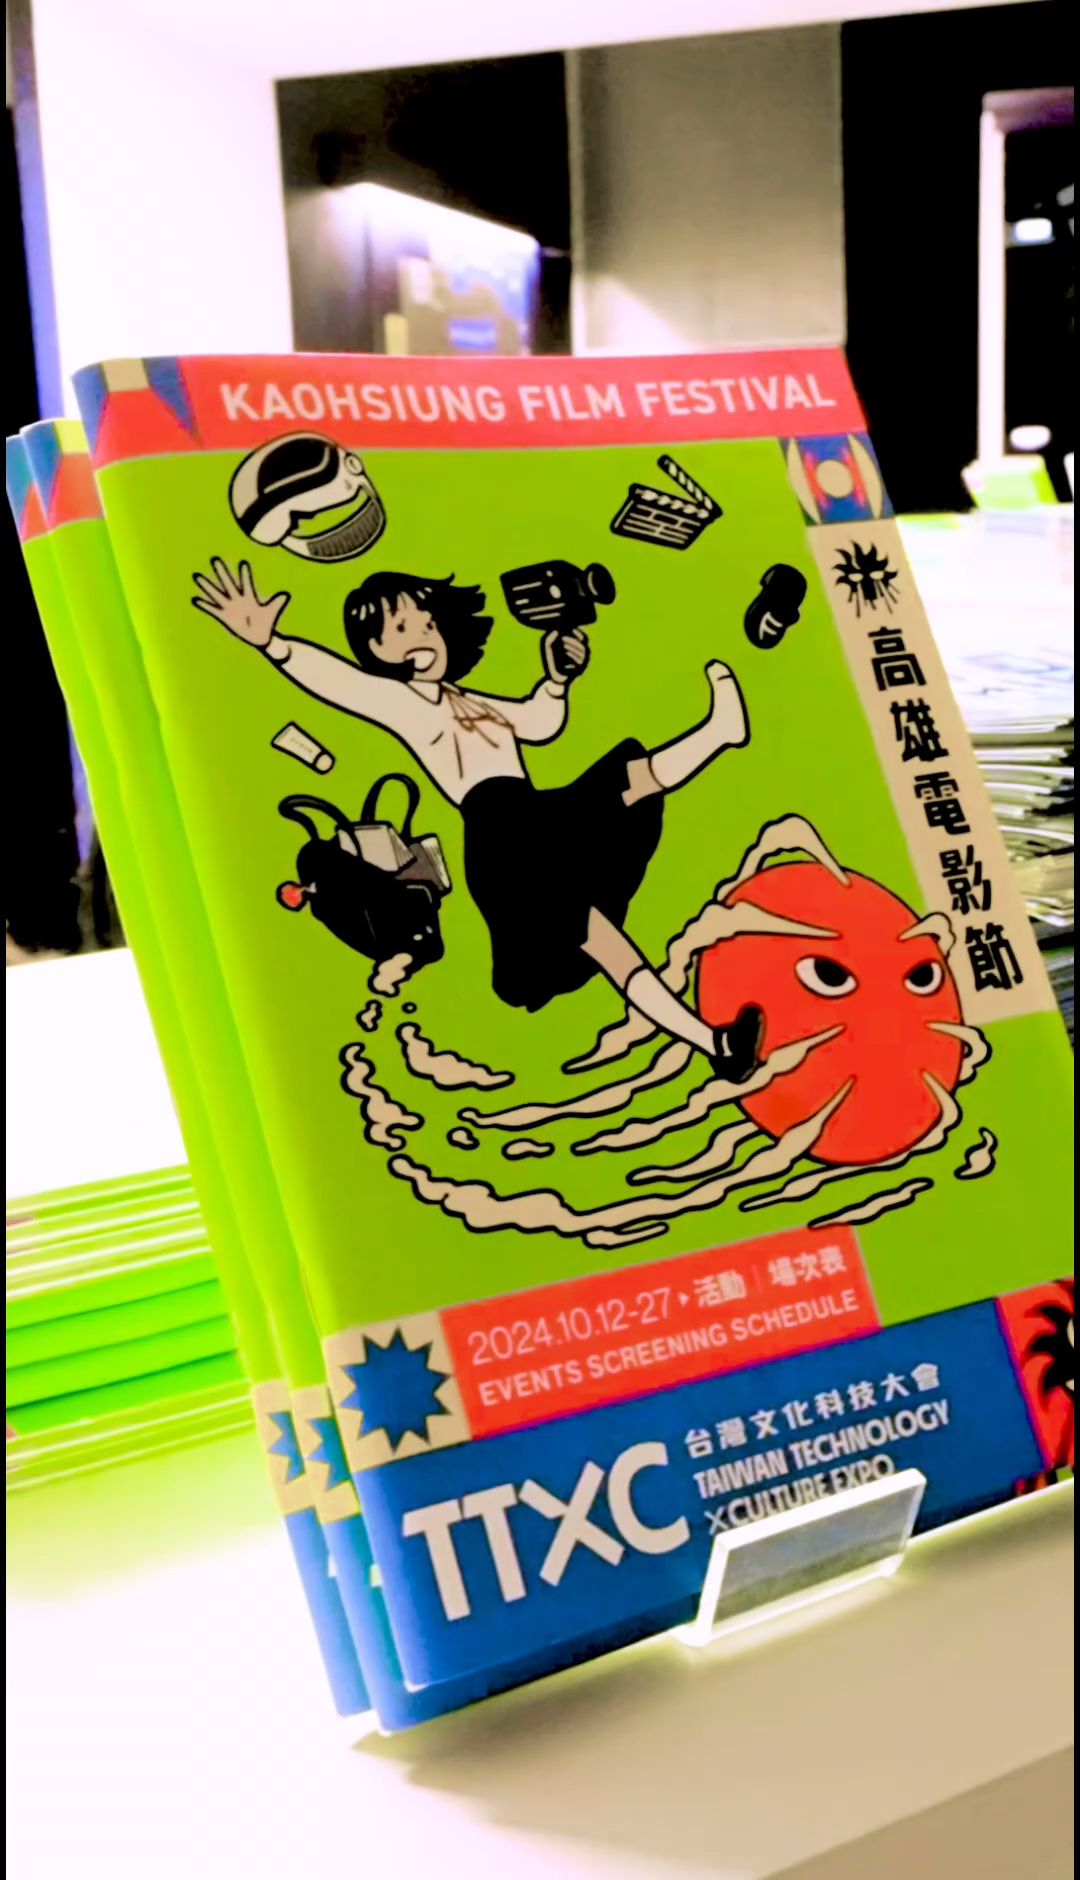 KAOHSIUNG FILM FESTIVAL
高雄電影節
2024.10.12-27 ▸ 活動｜場次表
EVENTS SCREENING SCHEDULE
TTXC
台灣文化科技大會
TAIWAN TECHNOLOGY
X CULTURE EXPO